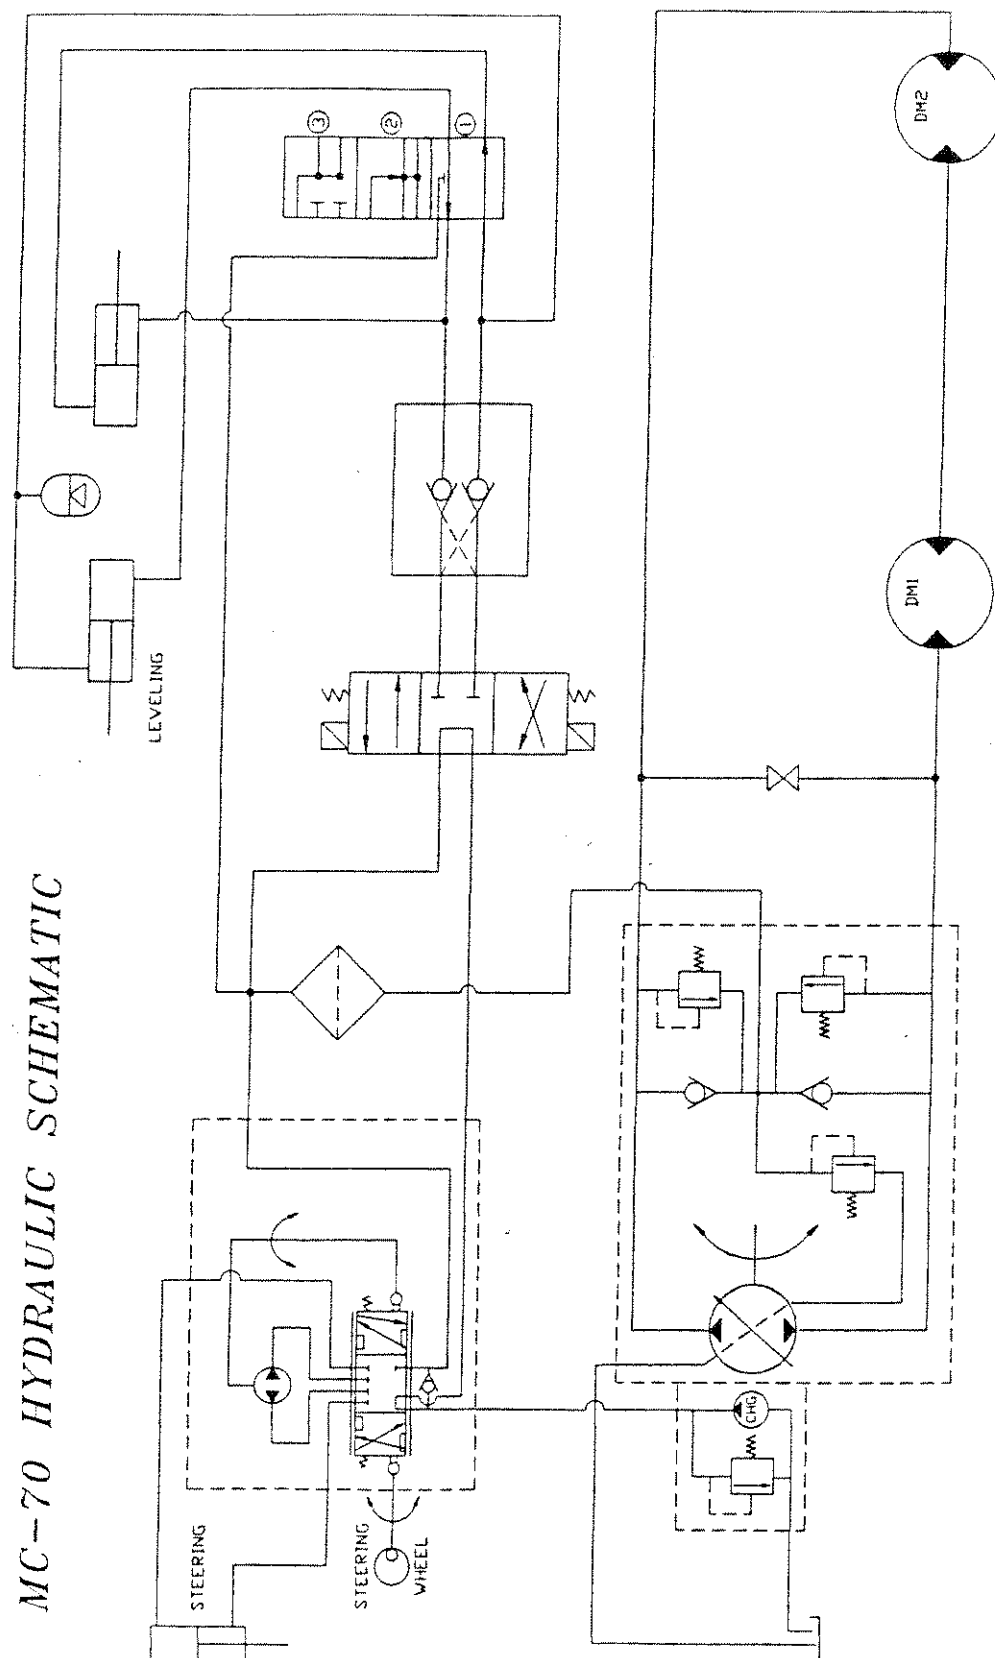 MC-70 HYDRAULIC SCHEMATIC
STEERING
LEVELING
STEERING
WHEEL
3
2
1
CHG
DM1
DM2